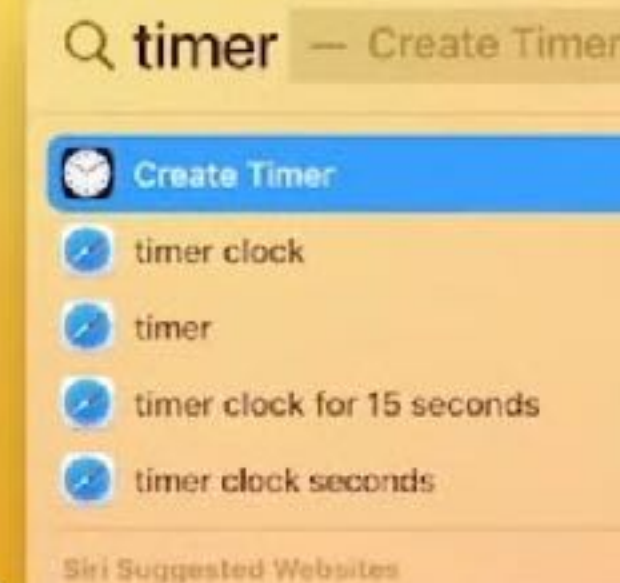 timer — Create Timer
Create Timer
timer clock
timer
timer clock for 15 seconds
timer clock seconds
Siri Suggested Websites